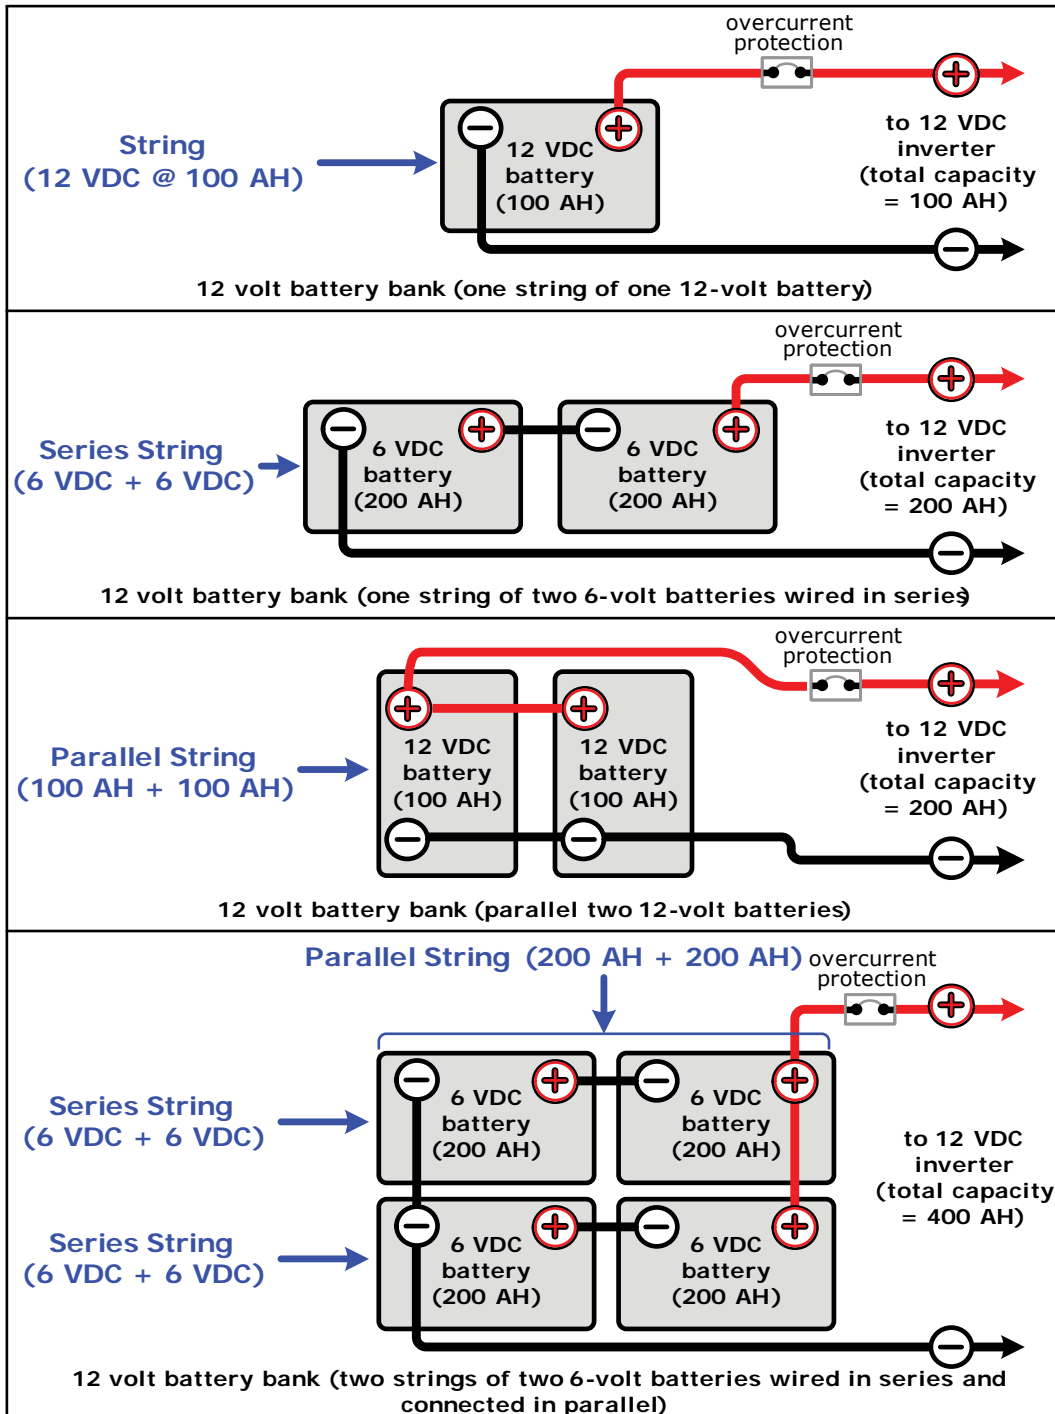 overcurrent
protection
String
(12 VDC @ 100 AH)
12 VDC
battery
(100 AH)
to 12 VDC
inverter
(total capacity
= 100 AH)
12 volt battery bank (one string of one 12-volt battery)
overcurrent
protection
Series String
(6 VDC + 6 VDC)
6 VDC
battery
(200 AH)
6 VDC
battery
(200 AH)
to 12 VDC
inverter
(total capacity
= 200 AH)
12 volt battery bank (one string of two 6-volt batteries wired in series)
overcurrent
protection
Parallel String
(100 AH + 100 AH)
12 VDC
battery
(100 AH)
12 VDC
battery
(100 AH)
to 12 VDC
inverter
(total capacity
= 200 AH)
12 volt battery bank (parallel two 12-volt batteries)
Parallel String (200 AH + 200 AH)
overcurrent
protection
Series String
(6 VDC + 6 VDC)
6 VDC
battery
(200 AH)
6 VDC
battery
(200 AH)
to 12 VDC
inverter
(total capacity
= 400 AH)
Series String
(6 VDC + 6 VDC)
6 VDC
battery
(200 AH)
6 VDC
battery
(200 AH)
12 volt battery bank (two strings of two 6-volt batteries wired in series and
connected in parallel)